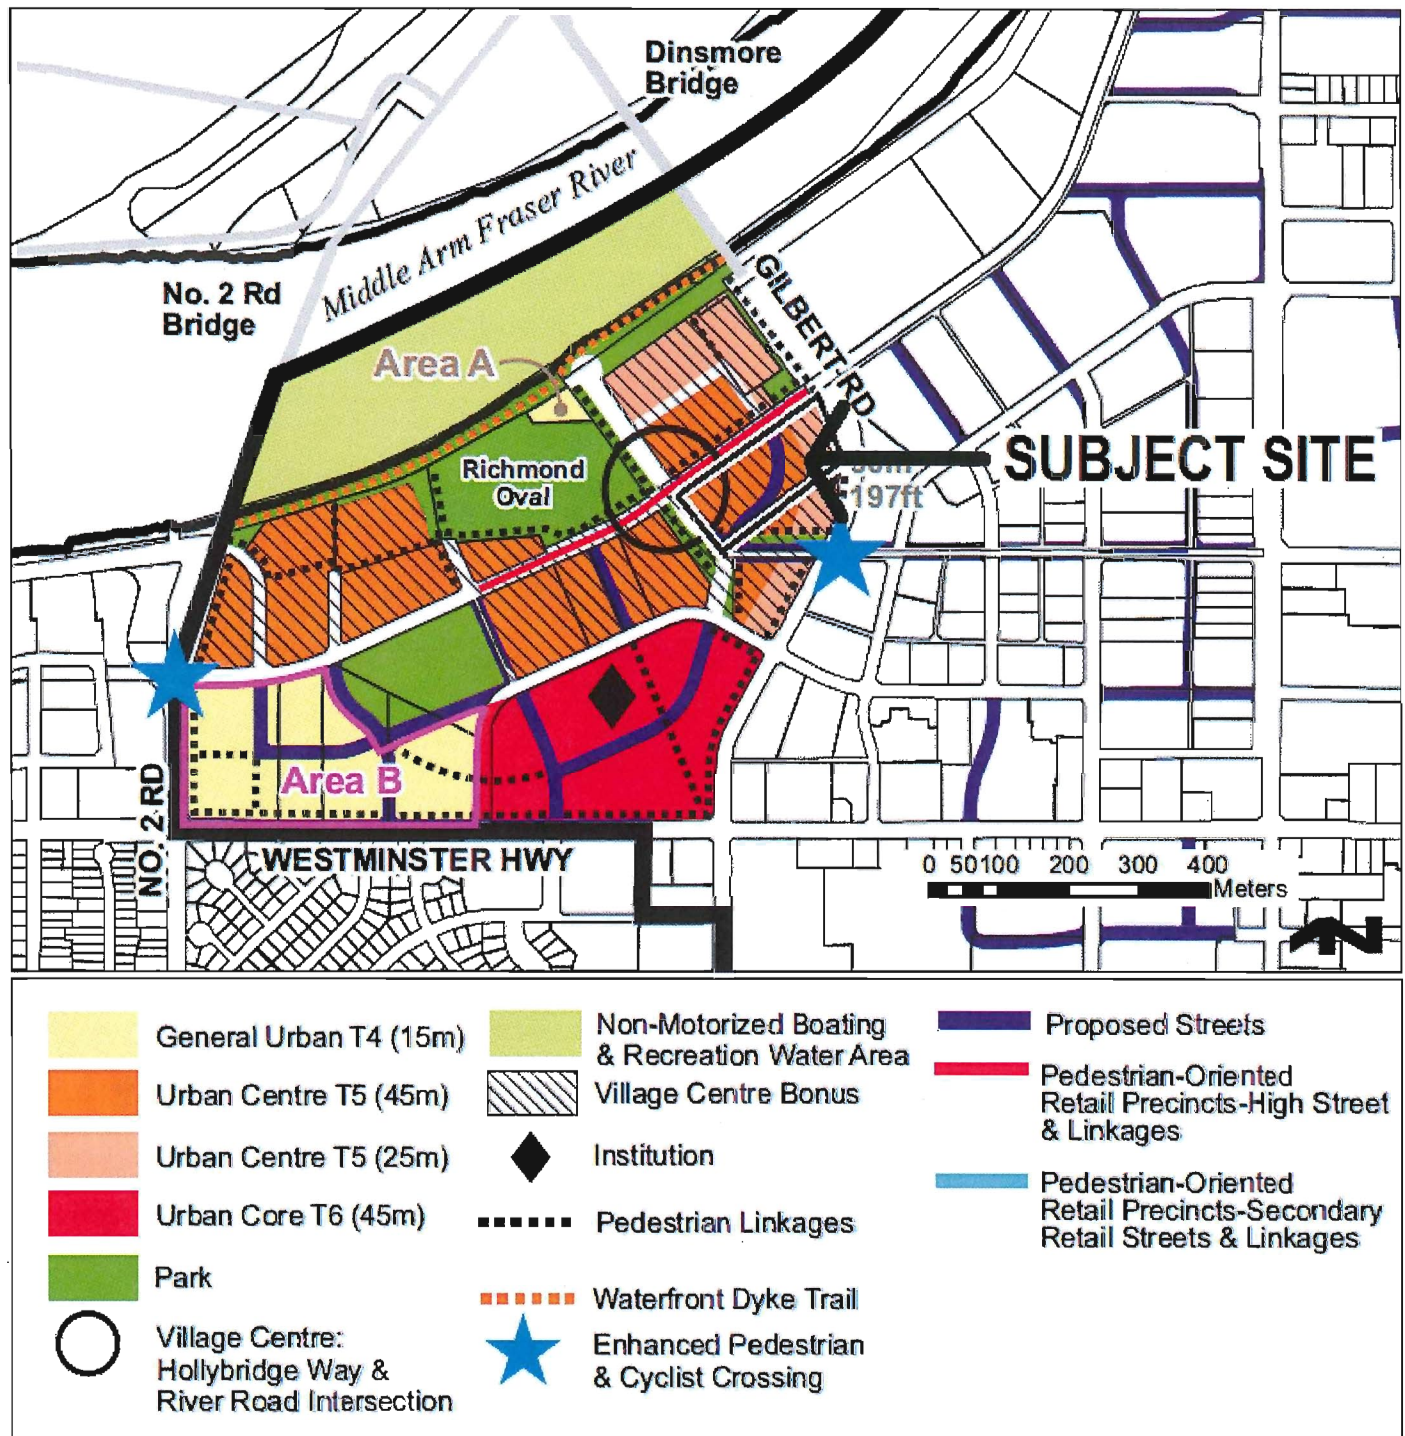 Dinsmore
Bridge
Middle Arm Fraser River
No. 2 Rd
Bridge
GILBERT RD
Area A
SUBJECT SITE
Richmond
Oval
197ft
Area B
NO. 2 RD
WESTMINSTER HWY
0 50 100 200 300 400
Meters
General Urban T4 (15m)
Urban Centre T5 (45m)
Urban Centre T5 (25m)
Urban Core T6 (45m)
Park
Village Centre:
Hollybridge Way &
River Road Intersection
Non-Motorized Boating
& Recreation Water Area
Village Centre Bonus
Institution
Pedestrian Linkages
Waterfront Dyke Trail
Enhanced Pedestrian
& Cyclist Crossing
Proposed Streets
Pedestrian-Oriented
Retail Precincts-High Street
& Linkages
Pedestrian-Oriented
Retail Precincts-Secondary
Retail Streets & Linkages